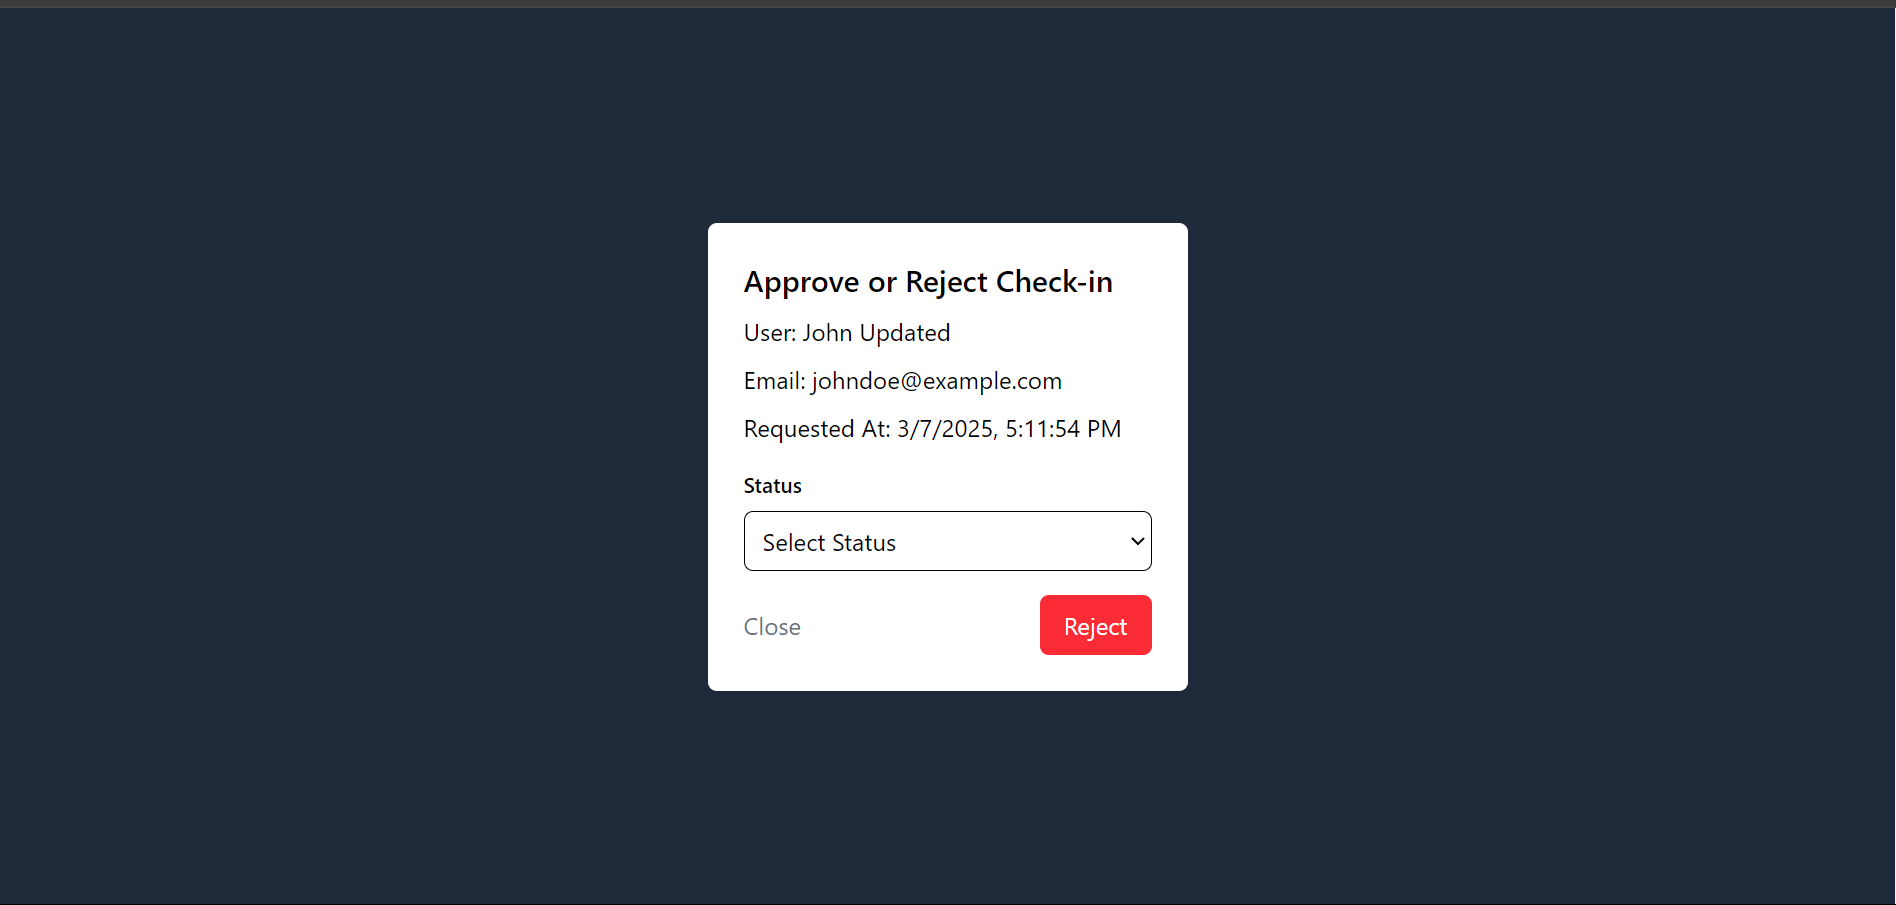 Approve or Reject Check-in
User: John Updated
Email: johndoe@example.com
Requested At: 3/7/2025, 5:11:54 PM
Status
Select Status
Close
Reject